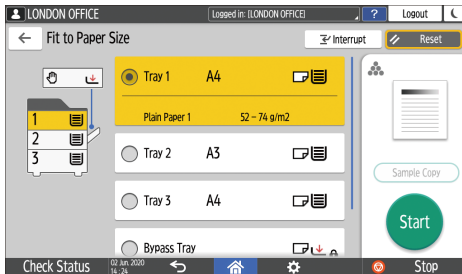 LONDON OFFICE
Logged in: (LONDON OFFICE)
?
Logout
Fit to Paper Size
Interrupt
Reset
Tray 1 A4
Plain Paper 1 52 – 74 g/m2
1
2
3
Tray 2 A3
Tray 3 A4
Bypass Tray
Sample Copy
Start
Check Status
02 Jun. 2020
14:24
Stop